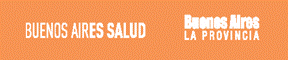 BUENOS AIRES SALUD
Buenos Aires
LA PROVINCIA